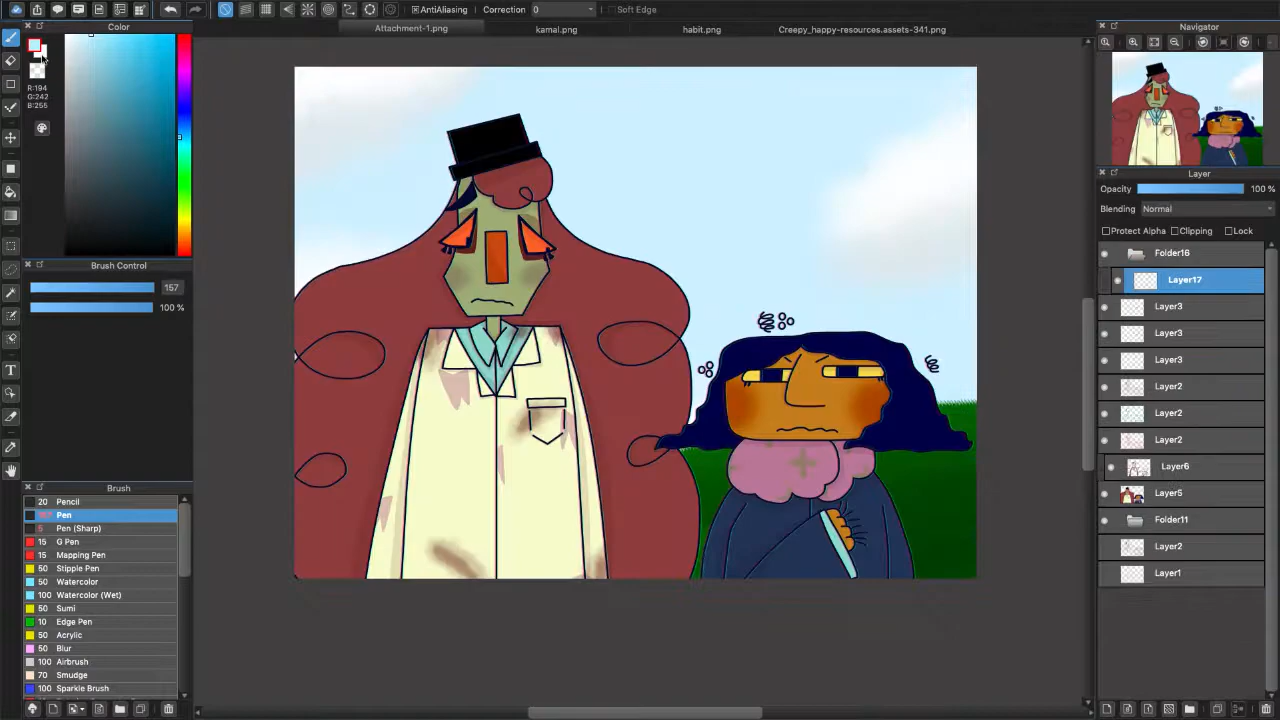 AntiAliasing Correction 0 Soft Edge
Color
Attachment-1.png kamal.png habit.png Creepy_happy-resources.assets-341.png
Navigator
R:194
G:242
B:255
Layer
Opacity 100 %
Blending Normal
Protect Alpha Clipping Lock
Folder16
Layer17
Layer3
Layer3
Layer3
Layer2
Layer2
Layer2
Layer6
Layer5
Folder11
Layer2
Layer1
Brush Control
157
100 %
Brush
20 Pencil
Pen
5 Pen (Sharp)
15 G Pen
15 Mapping Pen
50 Stipple Pen
50 Watercolor
100 Watercolor (Wet)
50 Sumi
10 Edge Pen
50 Acrylic
50 Blur
100 Airbrush
70 Smudge
100 Sparkle Brush